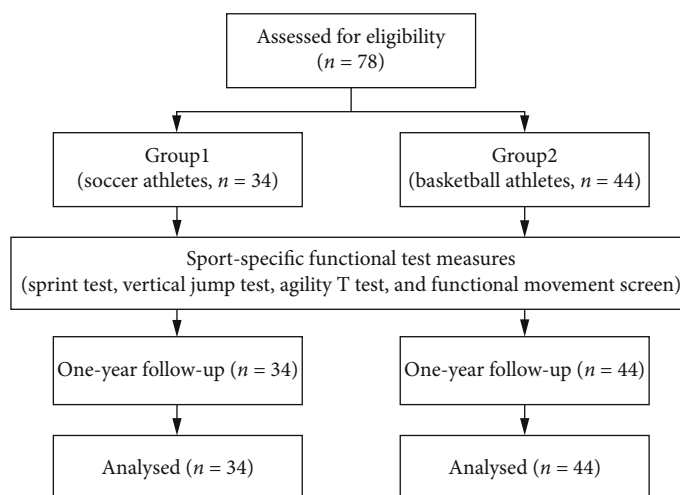 Assessed for eligibility
(n = 78)
Group1
(soccer athletes, n = 34)
Group2
(basketball athletes, n = 44)
Sport-specific functional test measures
(sprint test, vertical jump test, agility T test, and functional movement screen)
One-year follow-up (n = 34)
One-year follow-up (n = 44)
Analysed (n = 34)
Analysed (n = 44)